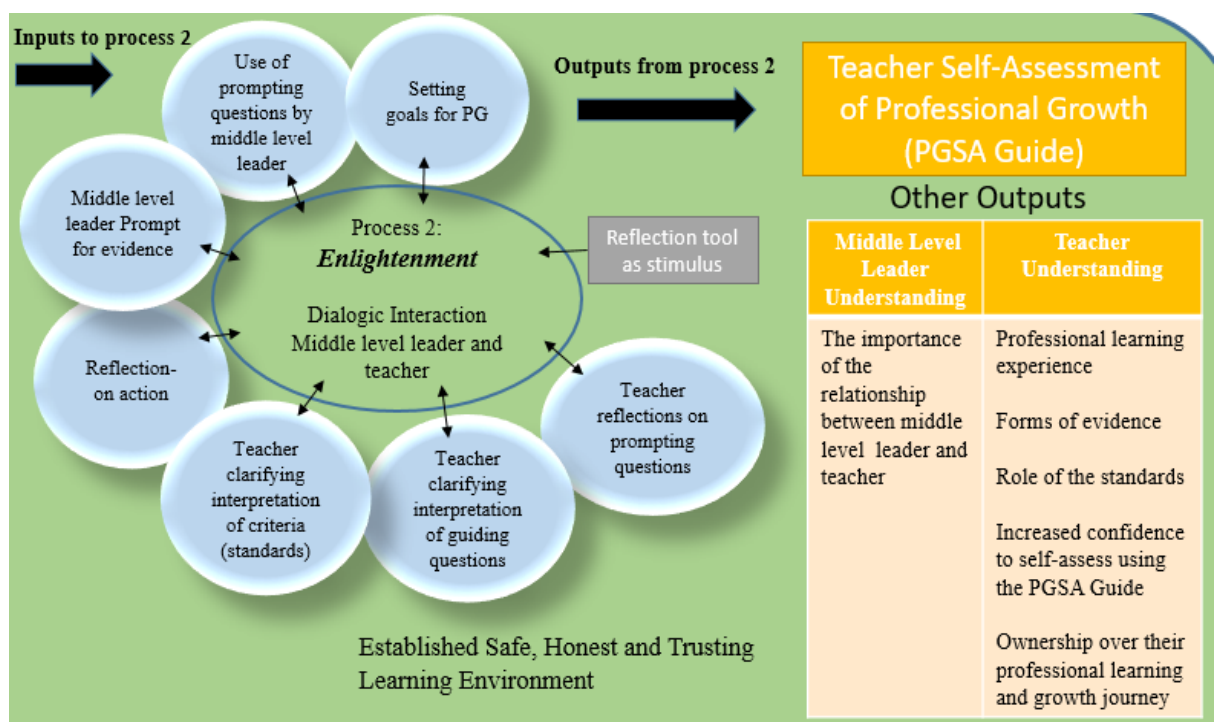 Inputs to process 2
Use of
prompting
questions by
middle level
leader
Setting
goals for PG
Outputs from process 2
Middle level
leader Prompt
for evidence
Process 2:
Enlightenment
Dialogic Interaction
Middle level leader and
teacher
Reflection tool
as stimulus
Reflection-
on action
Teacher
clarifying
interpretation
of criteria
(standards)
Teacher
clarifying
interpretation
of guiding
questions
Teacher
reflections on
prompting
questions
Established Safe, Honest and Trusting
Learning Environment
Teacher Self-Assessment
of Professional Growth
(PGSA Guide)
Other Outputs
Middle Level
Leader
Understanding
Teacher
Understanding
The importance
of the
relationship
between middle
level leader and
teacher
Professional learning
experience
Forms of evidence
Role of the standards
Increased confidence
to self-assess using
the PGSA Guide
Ownership over their
professional learning
and growth journey